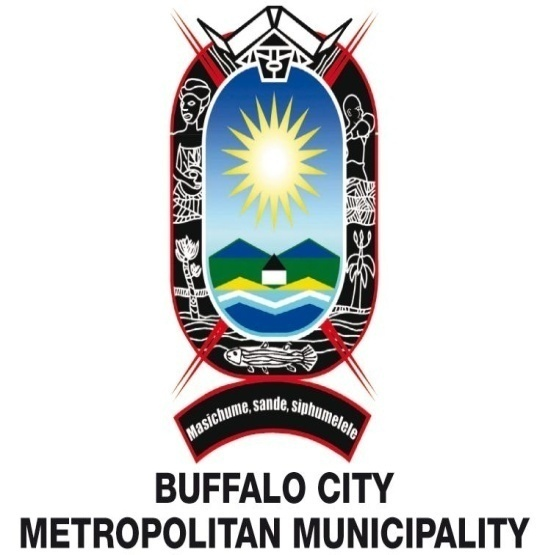 Masichume, sande, siphumelele
BUFFALO CITY
METROPOLITAN MUNICIPALITY